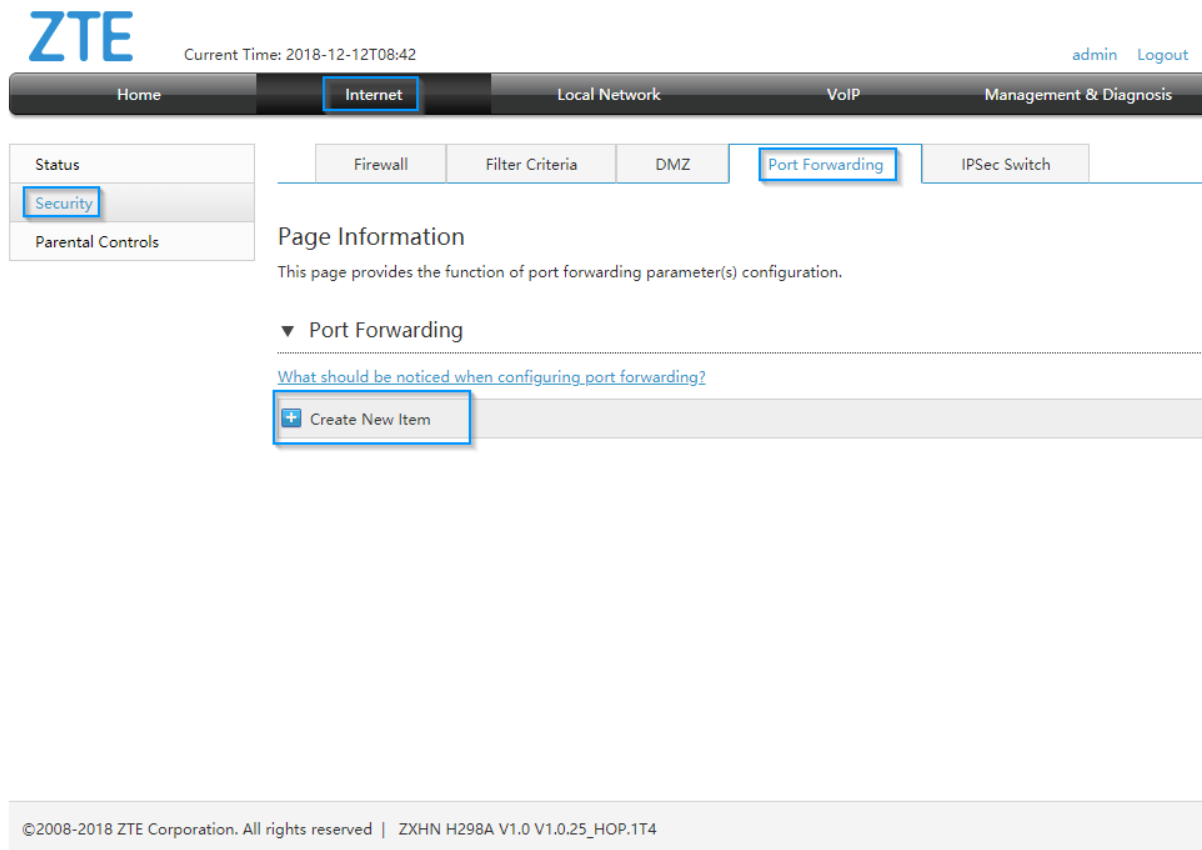 ZTE
Current Time: 2018-12-12T08:42
admin Logout
Home Internet Local Network VoIP Management & Diagnosis
Status
Security
Parental Controls
Firewall Filter Criteria DMZ Port Forwarding IPSec Switch
Page Information
This page provides the function of port forwarding parameter(s) configuration.
Port Forwarding
What should be noticed when configuring port forwarding?
Create New Item
©2008-2018 ZTE Corporation. All rights reserved | ZXHN H298A V1.0 V1.0.25_HOP.1T4